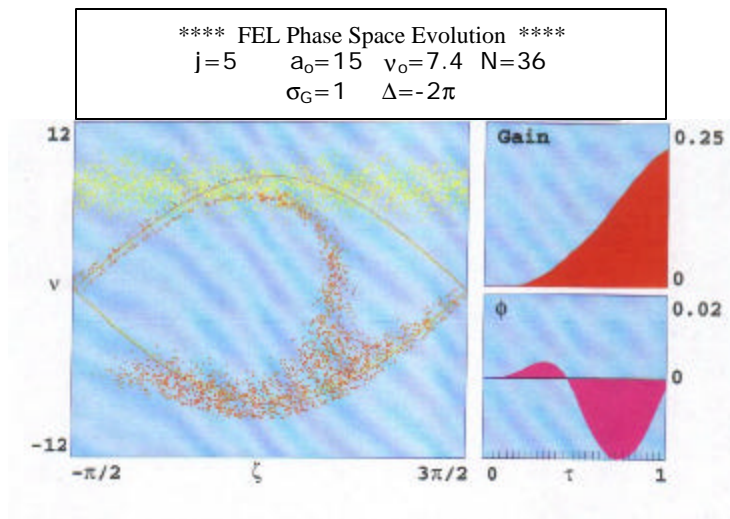 **** FEL Phase Space Evolution ****
j=5 a₀=15 ν₀=7.4 N=36
σG=1 Δ=-2π
12
ν
-12
-π/2 ζ 3π/2
Gain
0.25
0
ϕ
0.02
0
0 τ 1